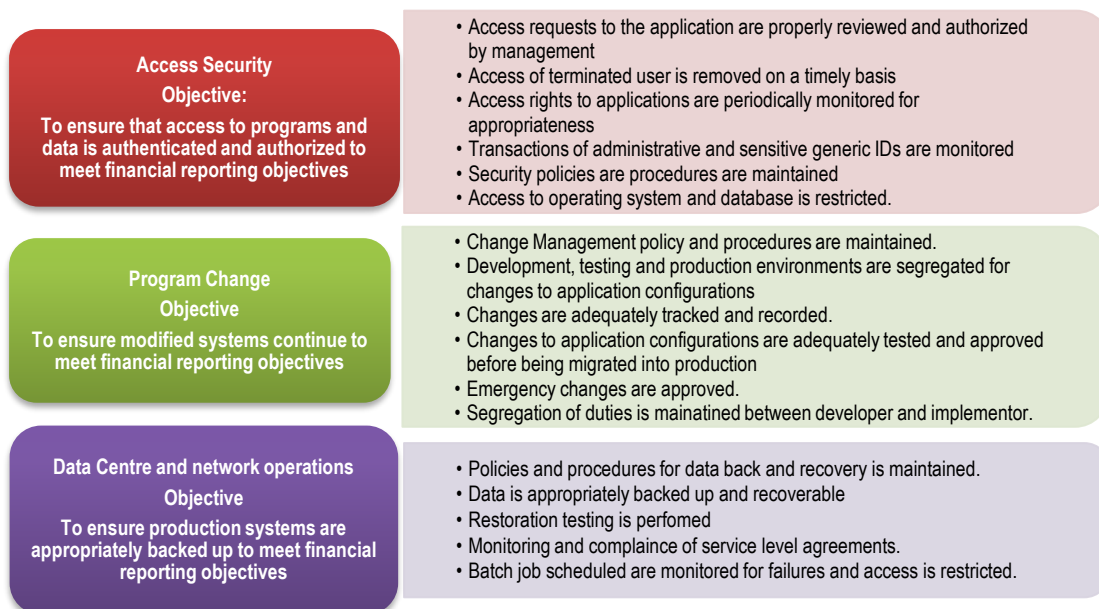 Access Security
Objective:
To ensure that access to programs and
data is authenticated and authorized to
meet financial reporting objectives
• Access requests to the application are properly reviewed and authorized
by management
• Access of terminated user is removed on a timely basis
• Access rights to applications are periodically monitored for
appropriateness
• Transactions of administrative and sensitive generic IDs are monitored
• Security policies are procedures are maintained
• Access to operating system and database is restricted.
Program Change
Objective
To ensure modified systems continue to
meet financial reporting objectives
• Change Management policy and procedures are maintained.
• Development, testing and production environments are segregated for
changes to application configurations
• Changes are adequately tracked and recorded.
• Changes to application configurations are adequately tested and approved
before being migrated into production
• Emergency changes are approved.
• Segregation of duties is mainatined between developer and implementor.
Data Centre and network operations
Objective
To ensure production systems are
appropriately backed up to meet financial
reporting objectives
• Policies and procedures for data back and recovery is maintained.
• Data is appropriately backed up and recoverable
• Restoration testing is perfomed
• Monitoring and complaince of service level agreements.
• Batch job scheduled are monitored for failures and access is restricted.